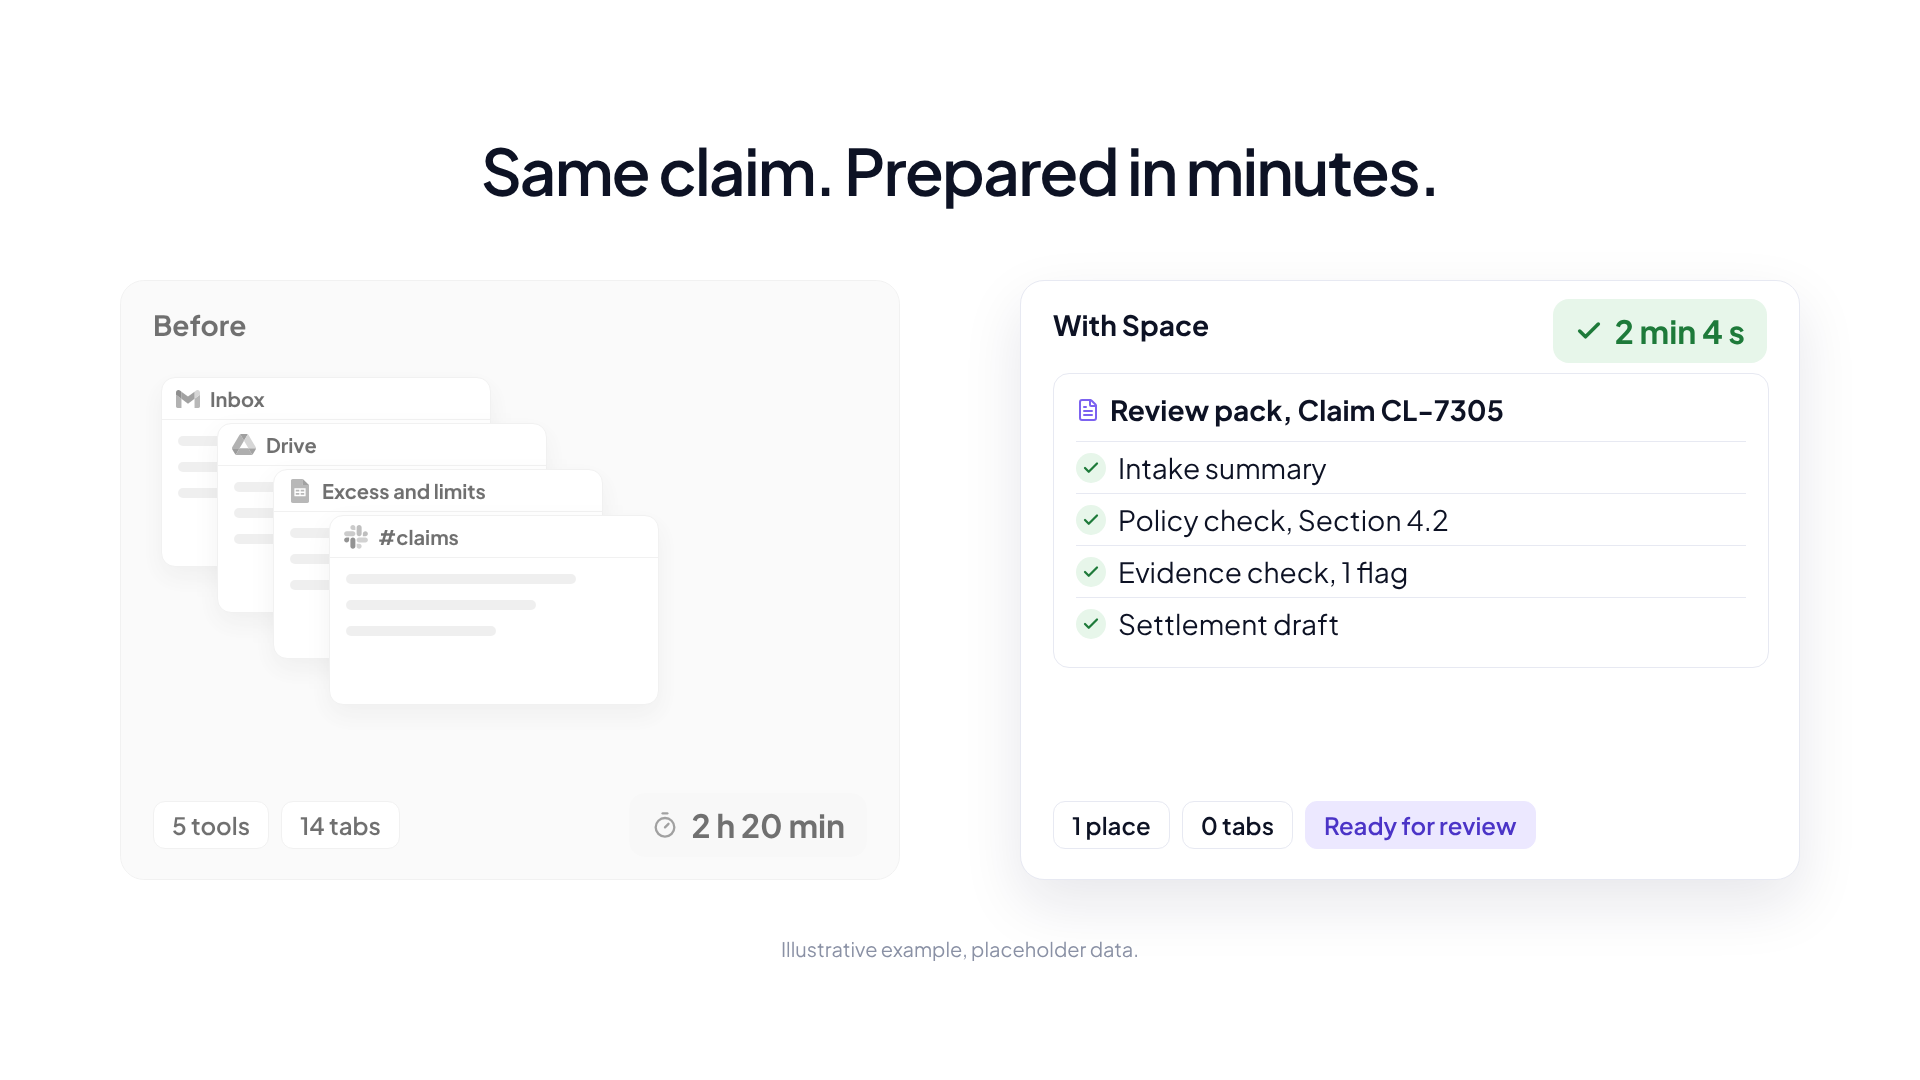 Same claim. Prepared in minutes.
Before
Inbox
Drive
Excess and limits
#claims
5 tools
14 tabs
2 h 20 min
With Space
2 min 4 s
Review pack, Claim CL-7305
Intake summary
Policy check, Section 4.2
Evidence check, 1 flag
Settlement draft
1 place
0 tabs
Ready for review
Illustrative example, placeholder data.